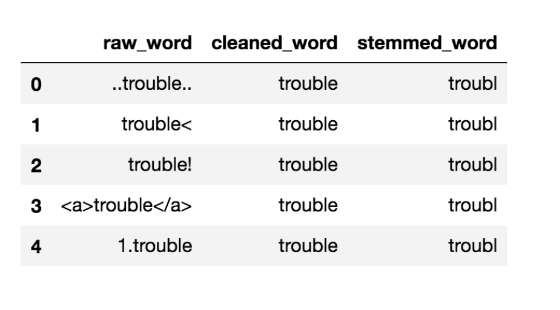 raw_word cleaned_word stemmed_word
0 ..trouble.. trouble troubl
1 trouble< trouble troubl
2 trouble! trouble troubl
3 <a>trouble</a> trouble troubl
4 1.trouble trouble troubl